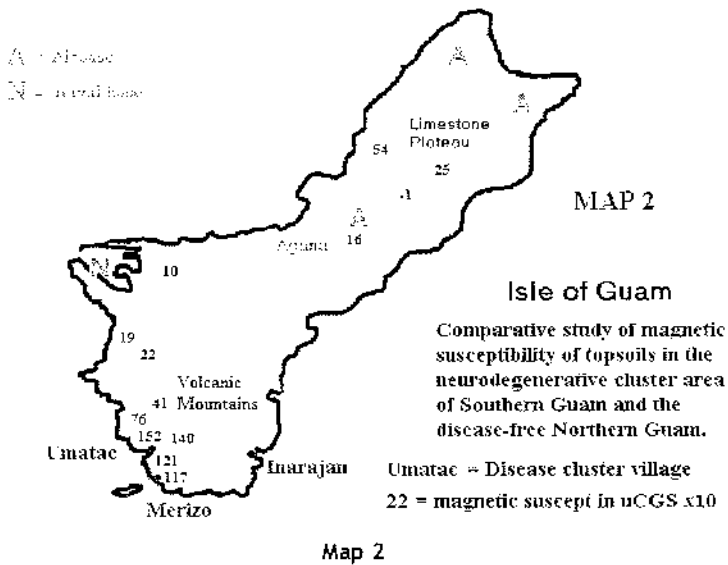 A = Airbase
N = naval base
A
A
Limestone
Plateau
54
25
MAP 2
A
Agana
16
N
10
Isle of Guam
Comparative study of magnetic
susceptibility of topsoils in the
neurodegenerative cluster area
of Southern Guam and the
disease-free Northern Guam.
19
22
Volcanic
Mountains
41
76
152
140
Umatac
121
117
Inarajan
Merizo
Umatac = Disease cluster village
22 = magnetic suscept in uCGS x10
Map 2